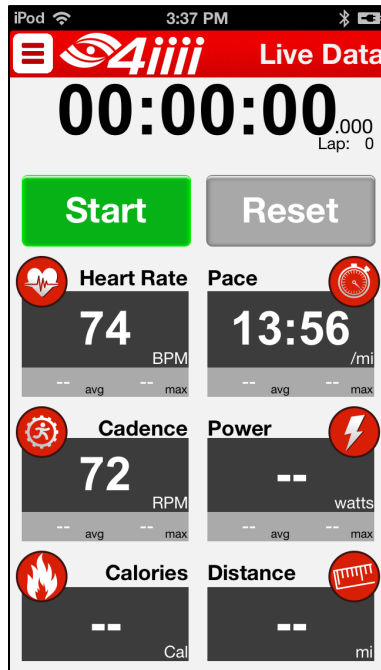 iPod 3:37 PM
4iiii Live Data
00:00:00.000
Lap: 0
Start Reset
Heart Rate Pace
74 BPM 13:56 /mi
-- avg -- max -- avg -- max
Cadence Power
72 RPM -- watts
-- avg -- max -- avg -- max
Calories Distance
-- Cal -- mi